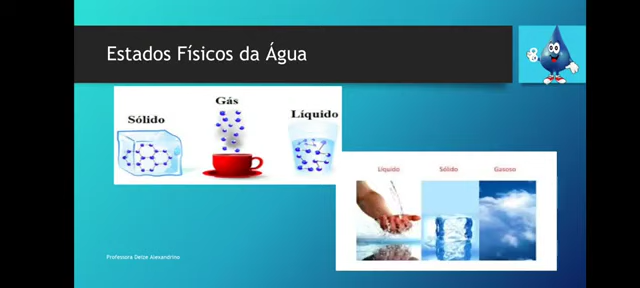 Estados Físicos da Água
Gás
Sólido
Líquido
Líquido Sólido Gasoso
Professora Deize Alexandrino